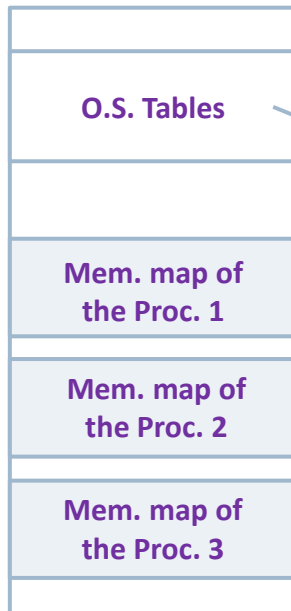 O.S. Tables
Mem. map of
the Proc. 1
Mem. map of
the Proc. 2
Mem. map of
the Proc. 3